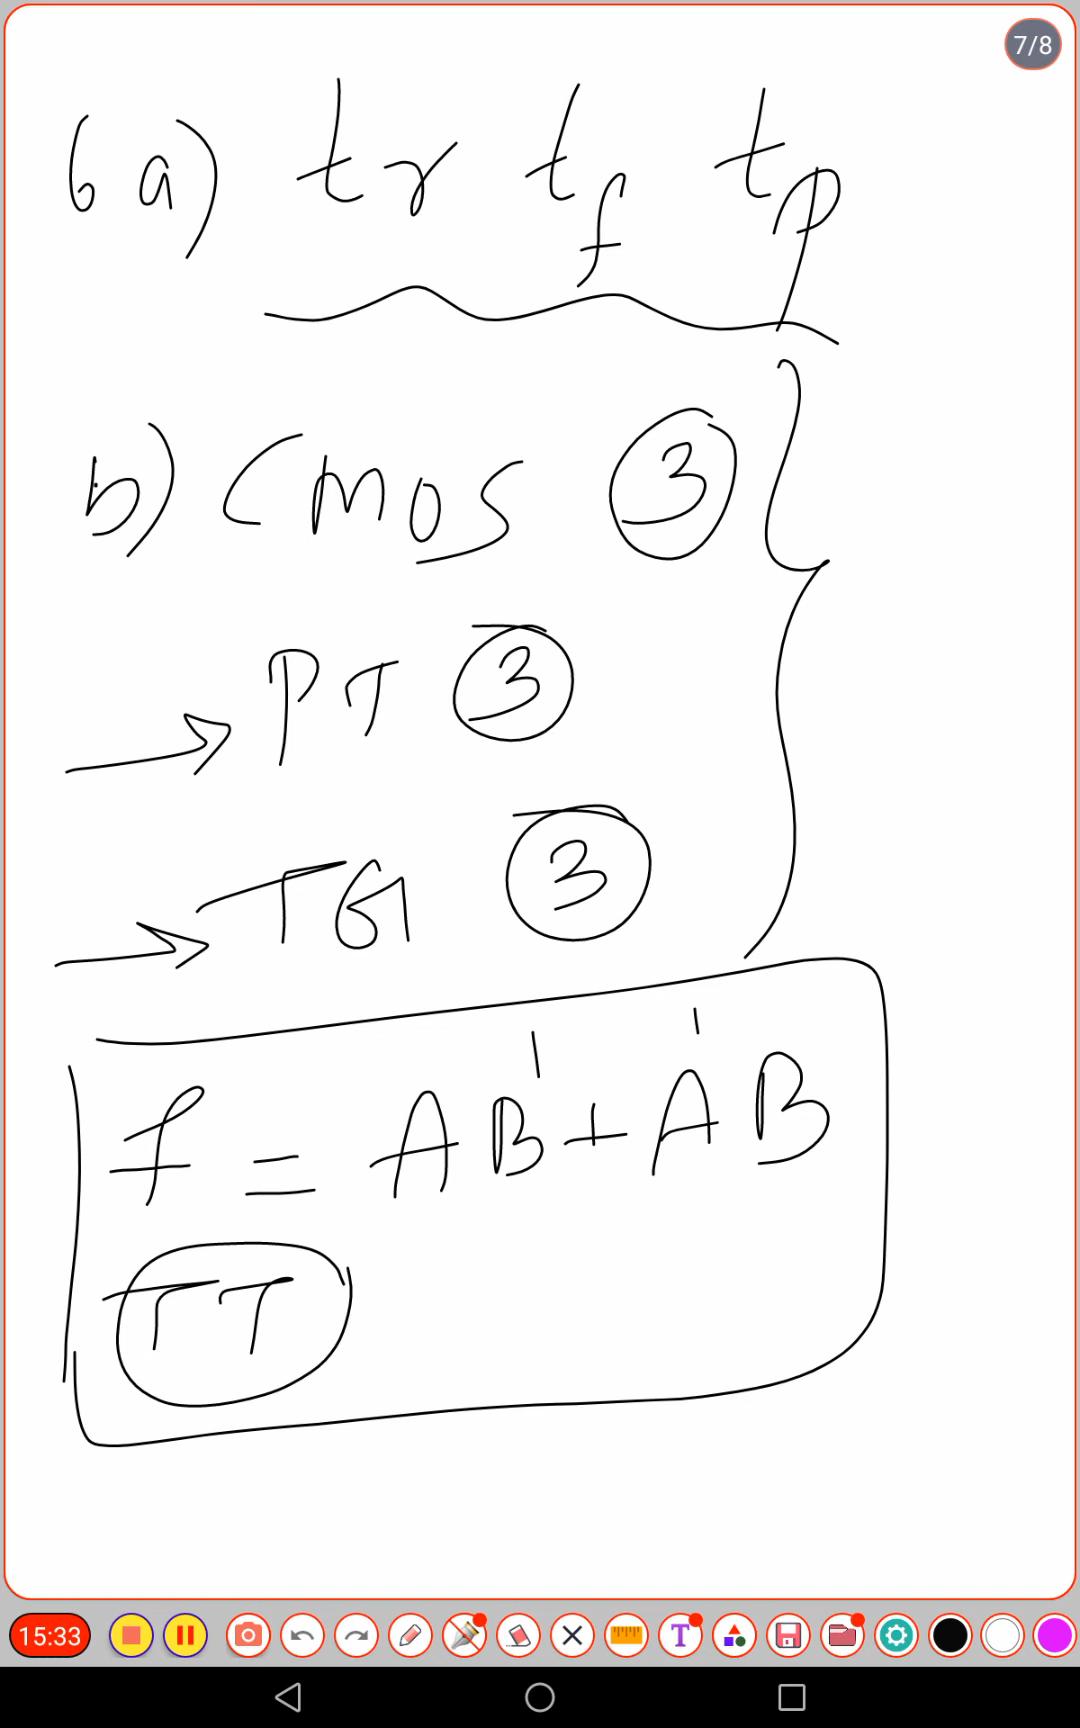 7/8
6 a) tr tf tp
b) CMOS 3
PT 3
TG 3
f = AB' + A'B
TT
15:33
T